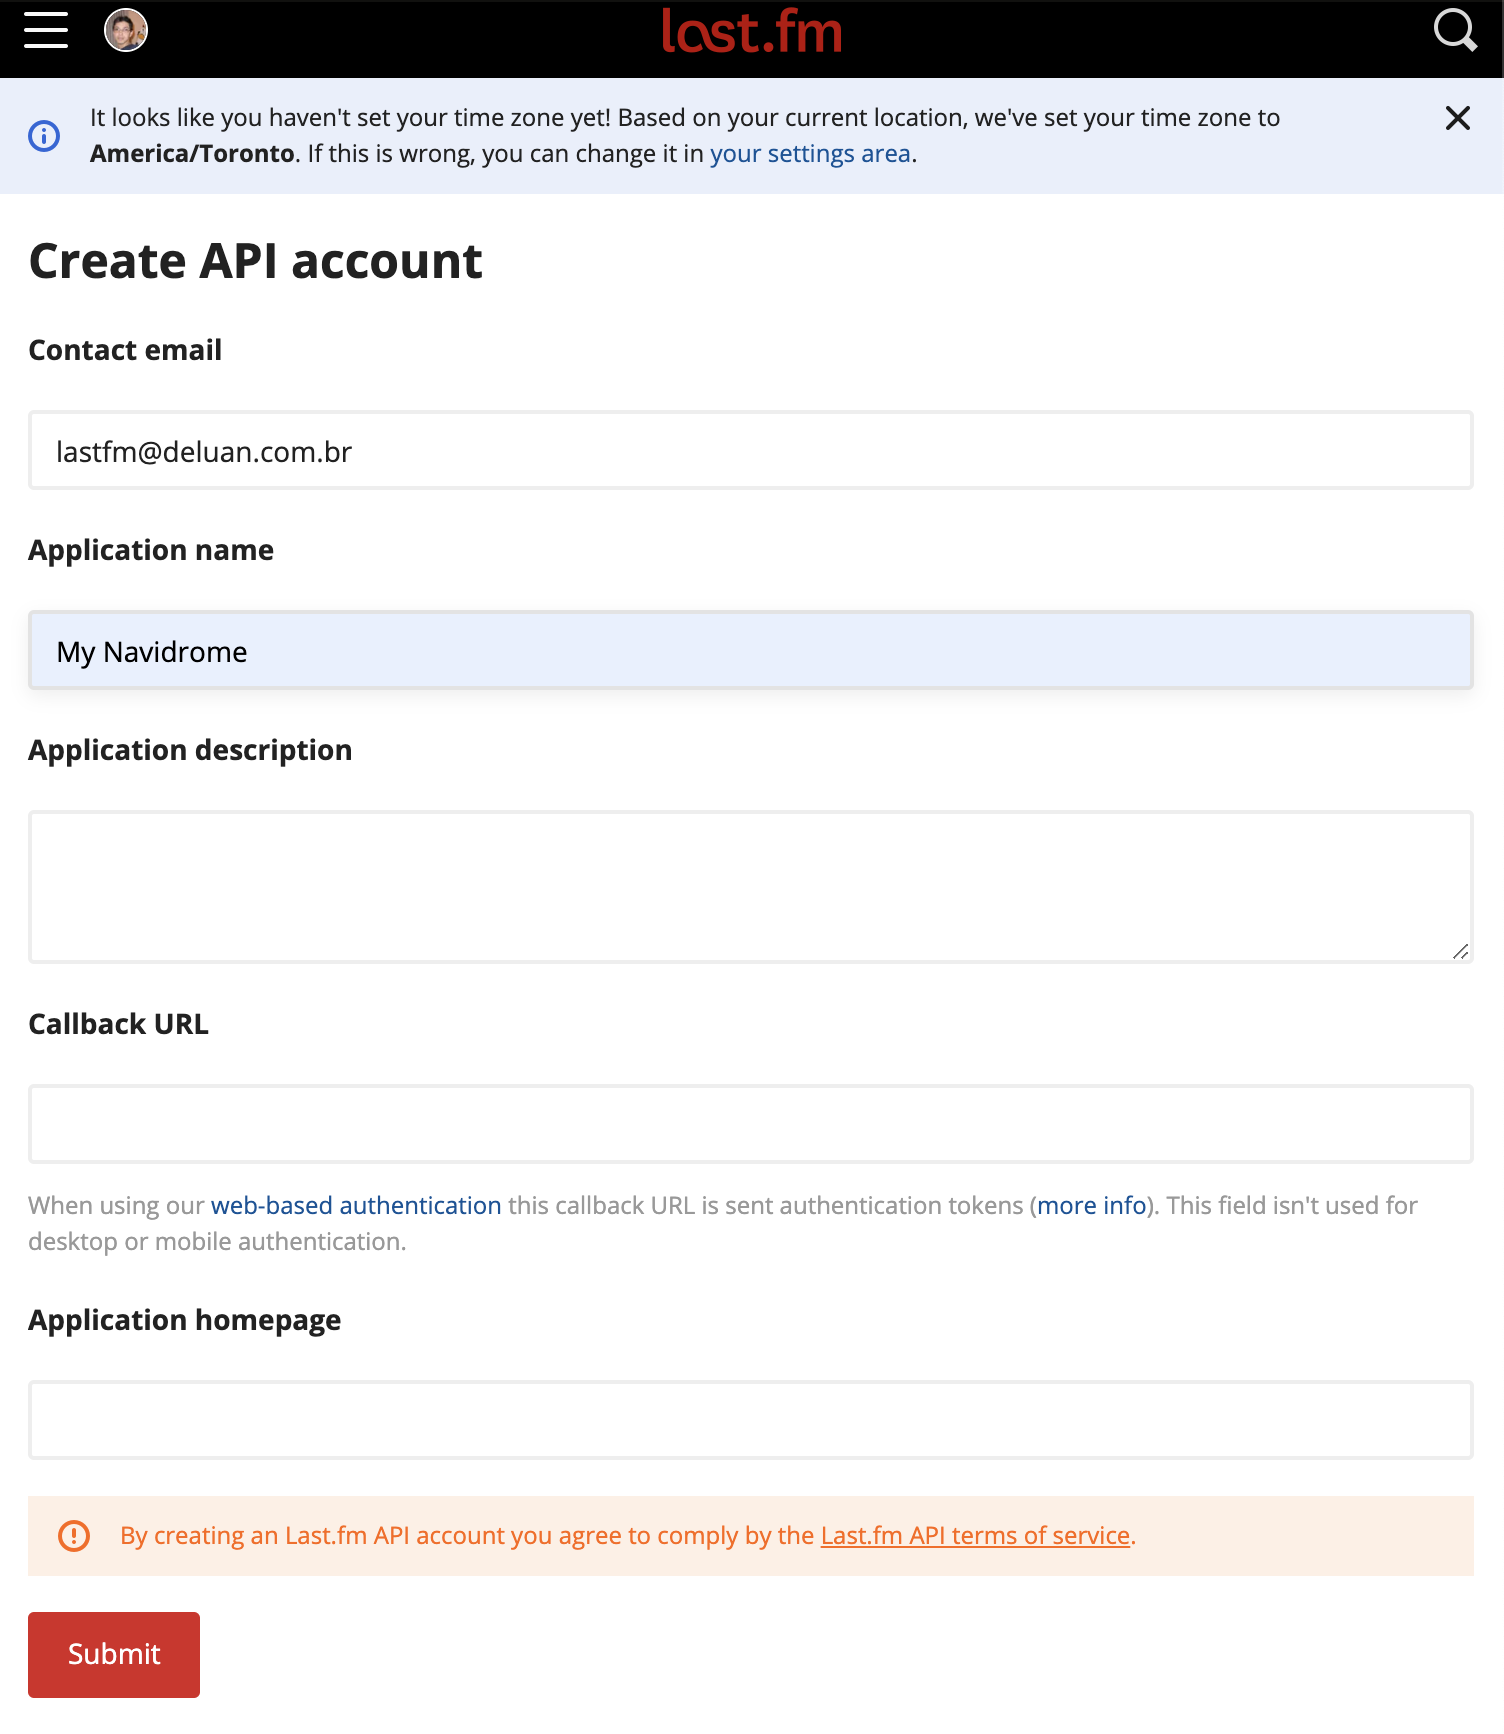 last.fm
It looks like you haven't set your time zone yet! Based on your current location, we've set your time zone to
America/Toronto. If this is wrong, you can change it in your settings area.
Create API account
Contact email
lastfm@deluan.com.br
Application name
My Navidrome
Application description
Callback URL
When using our web-based authentication this callback URL is sent authentication tokens (more info). This field isn't used for
desktop or mobile authentication.
Application homepage
By creating an Last.fm API account you agree to comply by the Last.fm API terms of service.
Submit